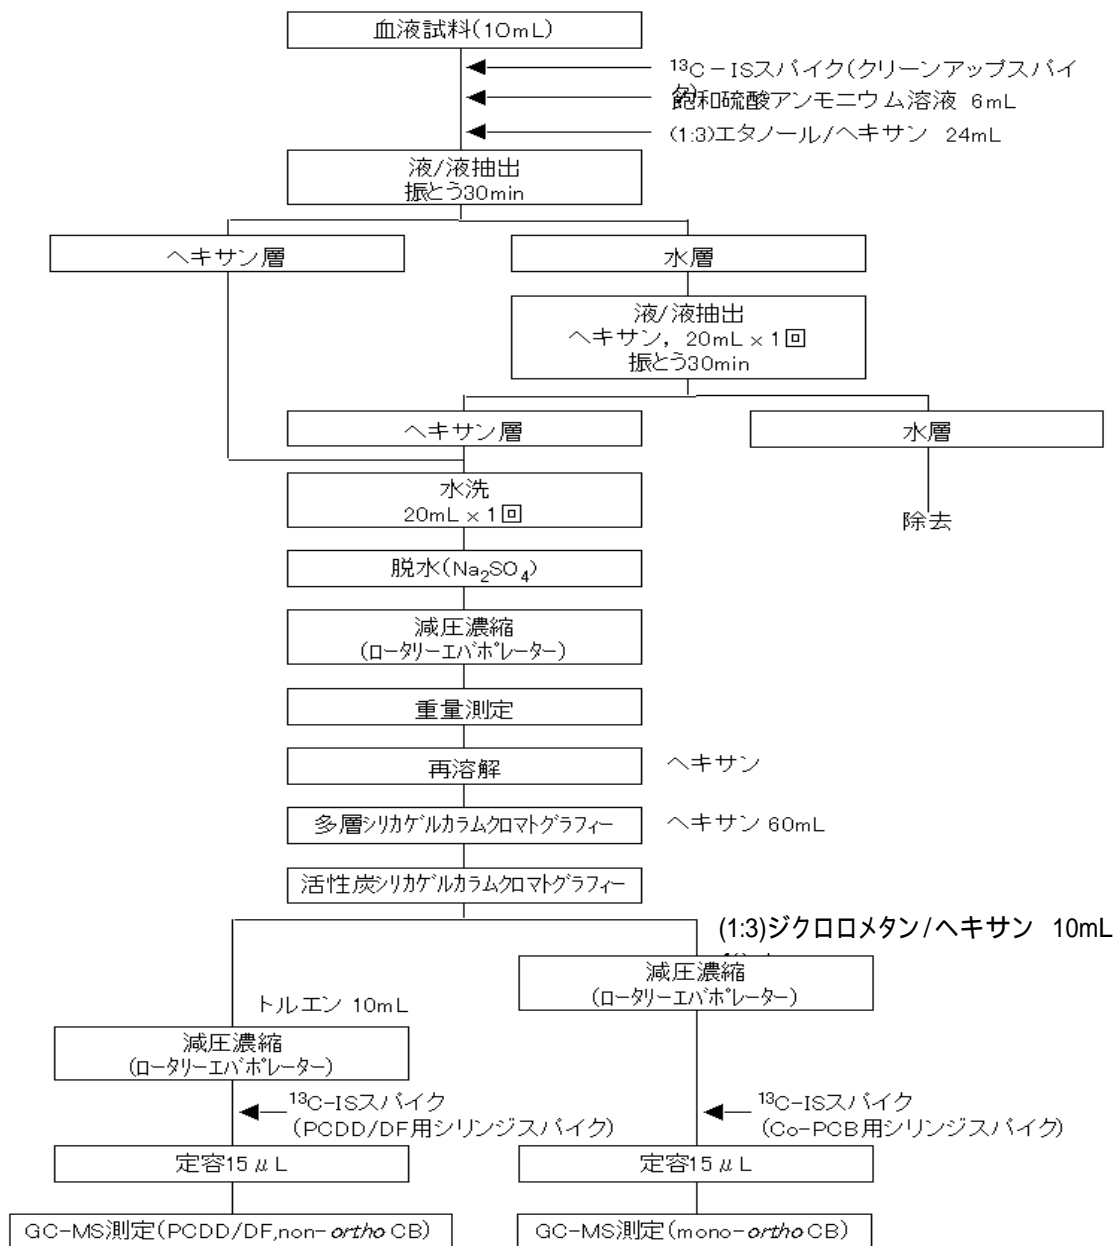 血液試料(10mL)
¹³C－ISスパイク(クリーンアップスパイ
ク)
飽和硫酸アンモニウム溶液 6mL
(1:3)エタノール/ヘキサン 24mL
液/液抽出
振とう30min
ヘキサン層
水層
液/液抽出
ヘキサン，20mL×1回
振とう30min
ヘキサン層
水層
水洗
20mL×1回
除去
脱水(Na₂SO₄)
減圧濃縮
(ロータリーエバポレーター)
重量測定
再溶解
ヘキサン
多層シリカゲルカラムクロマトグラフィー
ヘキサン 60mL
活性炭シリカゲルカラムクロマトグラフィー
(1:3)ジクロロメタン/ヘキサン 10mL
減圧濃縮
(ロータリーエバポレーター)
トルエン 10mL
減圧濃縮
(ロータリーエバポレーター)
¹³C-ISスパイク
(PCDD/DF用シリンジスパイク)
¹³C-ISスパイク
(Co-PCB用シリンジスパイク)
定容15μL
定容15μL
GC-MS測定(PCDD/DF,non-ortho CB)
GC-MS測定(mono-ortho CB)